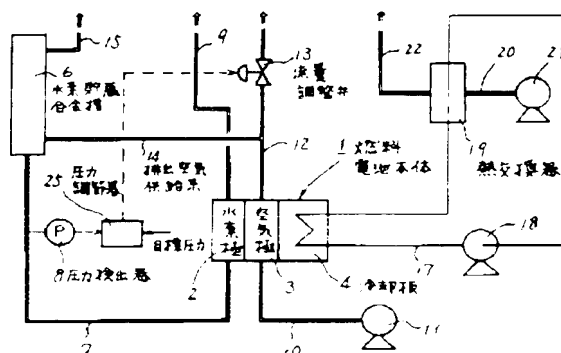 15
9
13
流量
調整弁
22
20
21
6
水素貯蔵
合金槽
19
熱交換器
14
排出空気
供給系
12
1 燃料
電池本体
25
圧力
調節器
P
目標圧力
8 圧力検出器
水素極
空気極
2
3
4 冷却板
17
18
7
10
11